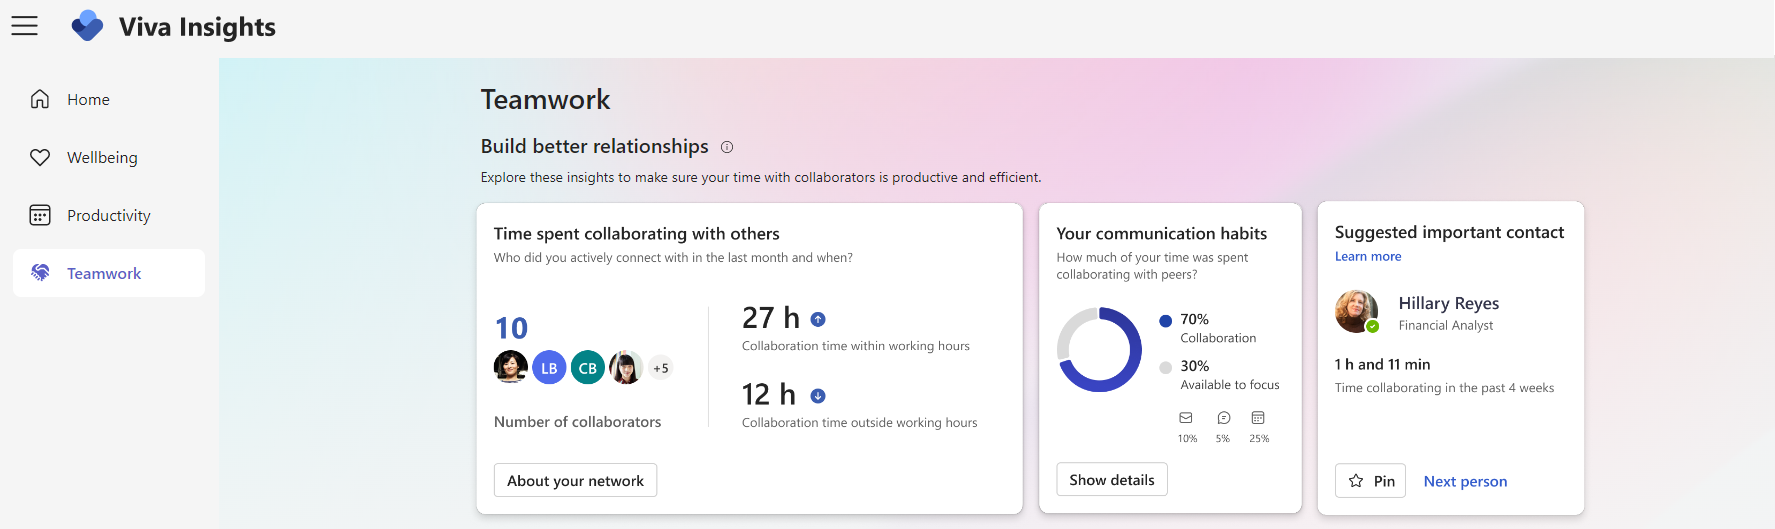 Viva Insights
Home
Wellbeing
Productivity
Teamwork
Teamwork
Build better relationships
Explore these insights to make sure your time with collaborators is productive and efficient.
Time spent collaborating with others
Who did you actively connect with in the last month and when?
10
LB
CB
+5
Number of collaborators
27 h
Collaboration time within working hours
12 h
Collaboration time outside working hours
About your network
Your communication habits
How much of your time was spent
collaborating with peers?
70%
Collaboration
30%
Available to focus
10% 5% 25%
Show details
Suggested important contact
Learn more
Hillary Reyes
Financial Analyst
1 h and 11 min
Time collaborating in the past 4 weeks
Pin
Next person